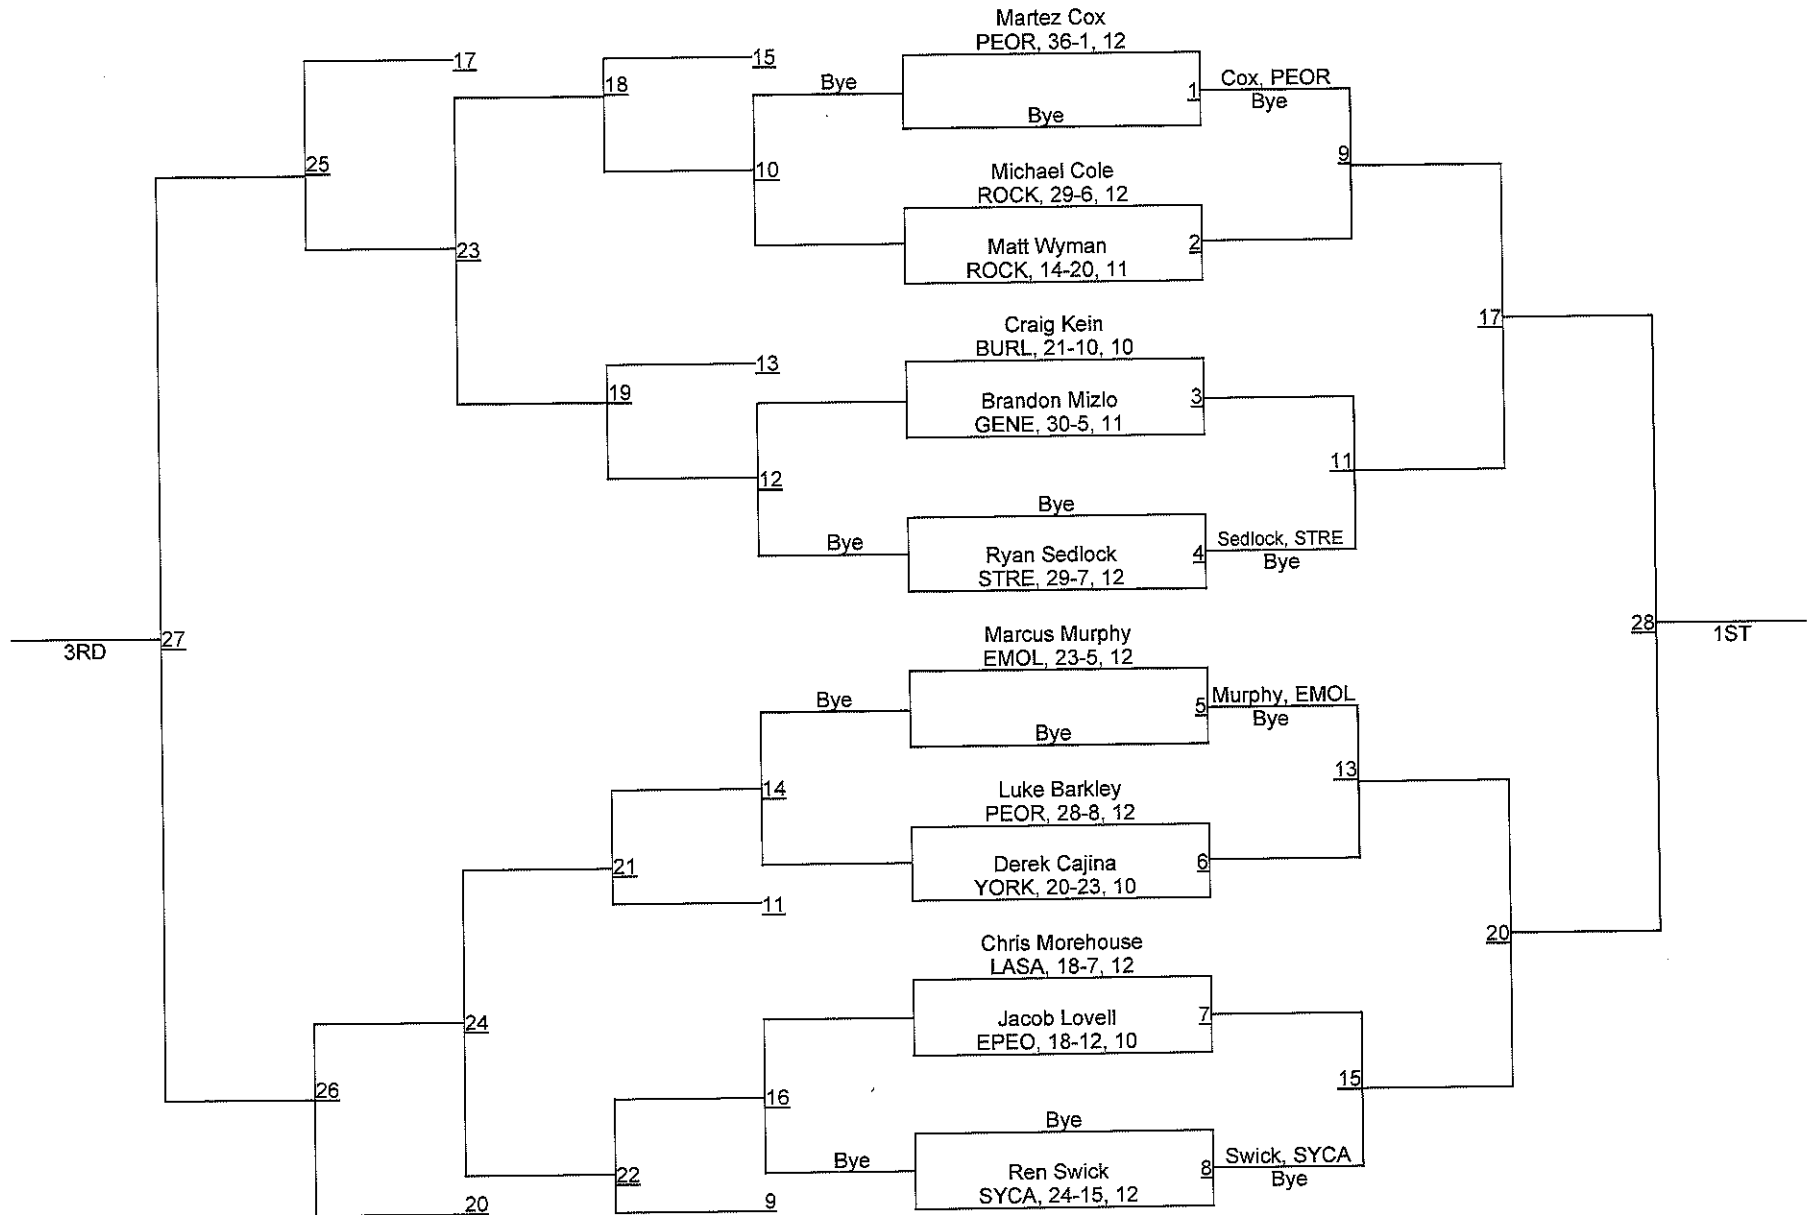 Martez Cox
PEOR, 36-1, 12
17
15
18
Bye
1
Cox, PEOR
Bye
Bye
25
10
Michael Cole
ROCK, 29-6, 12
9
23
Matt Wyman
ROCK, 14-20, 11
2
Craig Kein
BURL, 21-10, 10
17
13
19
Brandon Mizlo
GENE, 30-5, 11
3
12
11
Bye
Bye
Ryan Sedlock
STRE, 29-7, 12
4
Sedlock, STRE
Bye
3RD
27
Marcus Murphy
EMOL, 23-5, 12
28
1ST
Bye
5
Murphy, EMOL
Bye
Bye
14
Luke Barkley
PEOR, 28-8, 12
13
21
Derek Cajina
YORK, 20-23, 10
6
11
Chris Morehouse
LASA, 18-7, 12
20
24
Jacob Lovell
EPEO, 18-12, 10
7
26
16
15
Bye
Bye
22
Ren Swick
SYCA, 24-15, 12
8
Swick, SYCA
Bye
20
9